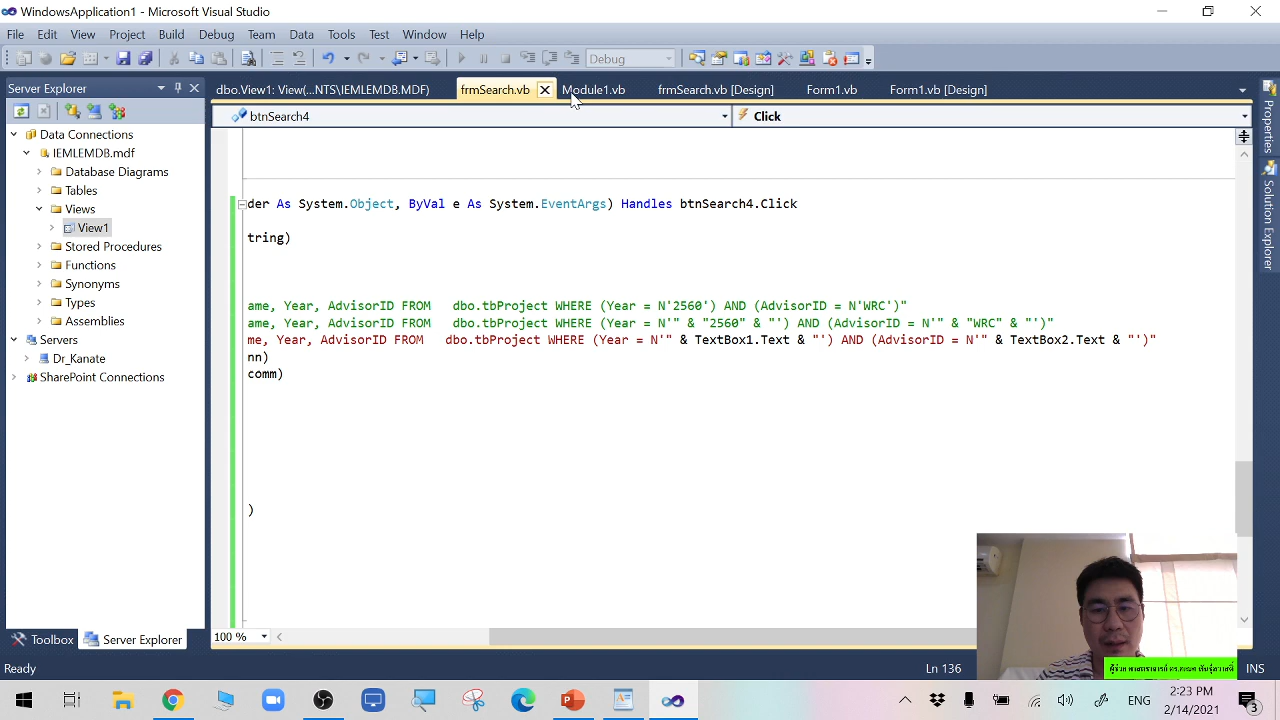 WindowsApplication1 - Microsoft Visual Studio
File Edit View Project Build Debug Team Data Tools Test Window Help
Debug
Server Explorer
dbo.View1: View(...NTS\IEMLEMDB.MDF) frmSearch.vb Module1.vb frmSearch.vb [Design] Form1.vb Form1.vb [Design]
btnSearch4 Click
Data Connections
IEMLEMDB.mdf
Database Diagrams
Tables
Views
View1
Stored Procedures
Functions
Synonyms
Types
Assemblies
Servers
Dr_Kanate
SharePoint Connections
der As System.Object, ByVal e As System.EventArgs) Handles btnSearch4.Click
tring)
ame, Year, AdvisorID FROM dbo.tbProject WHERE (Year = N'2560') AND (AdvisorID = N'WRC')"
ame, Year, AdvisorID FROM dbo.tbProject WHERE (Year = N'" & "2560" & "') AND (AdvisorID = N'" & "WRC" & "')"
me, Year, AdvisorID FROM dbo.tbProject WHERE (Year = N'" & TextBox1.Text & "') AND (AdvisorID = N'" & TextBox2.Text & "')"
nn)
comm)
)
Properties
Solution Explorer
100 %
Toolbox Server Explorer
Ready Ln 136 INS
ENG
2:23 PM
2/14/2021
3